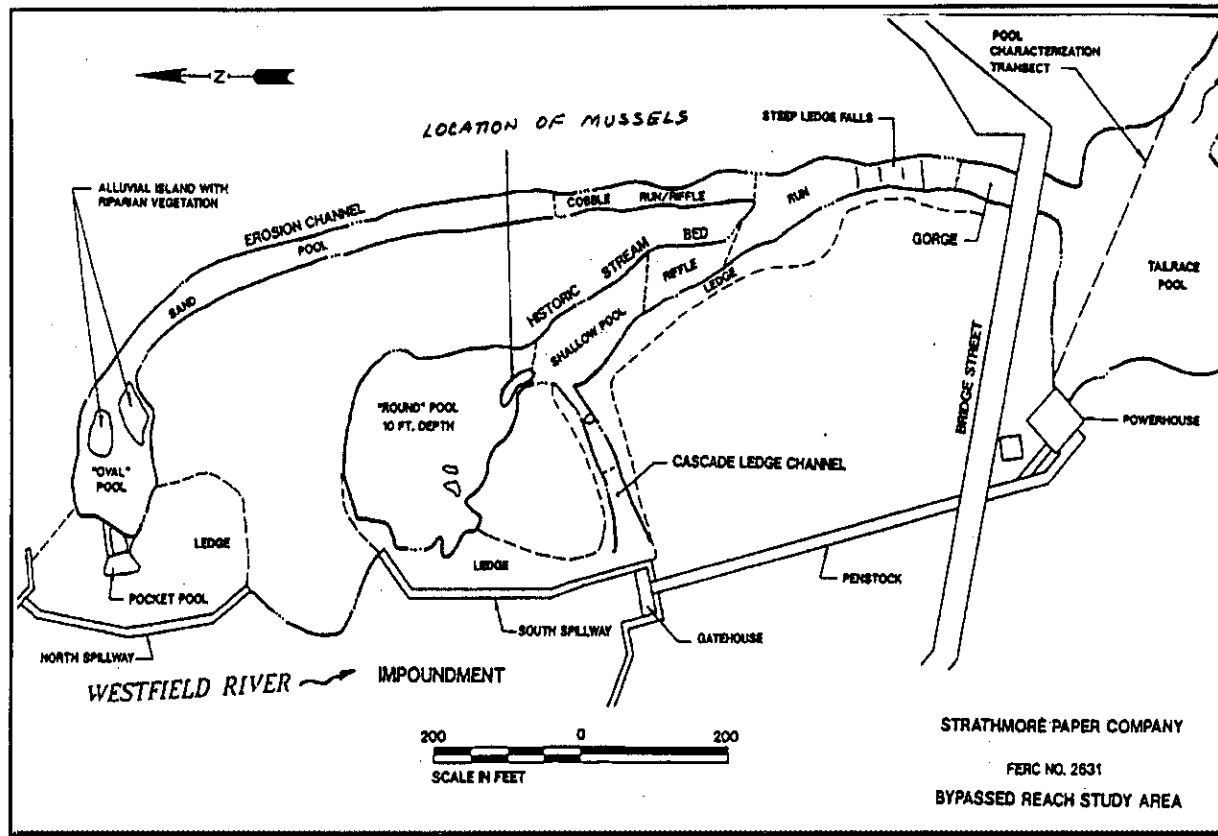 POOL
CHARACTERIZATION
TRANSECT
N
LOCATION OF MUSSELS
STEEP LEDGE FALLS
ALLUVIAL ISLAND WITH
RIPARIAN VEGETATION
COBBLE
RUN/RIFFLE
RUN
EROSION CHANNEL
POOL
SAND
BED
HISTORIC STREAM
RIFFLE
LEDGE
GORGE
TAILRACE
POOL
SHALLOW POOL
BRIDGE STREET
"ROUND" POOL
10 FT. DEPTH
POWERHOUSE
"OVAL"
POOL
CASCADE LEDGE CHANNEL
LEDGE
LEDGE
PENSTOCK
POCKET POOL
SOUTH SPILLWAY
GATEHOUSE
NORTH SPILLWAY
WESTFIELD RIVER
IMPOUNDMENT
200 0 200
SCALE IN FEET
STRATHMORE PAPER COMPANY
FERC NO. 2631
BYPASSED REACH STUDY AREA